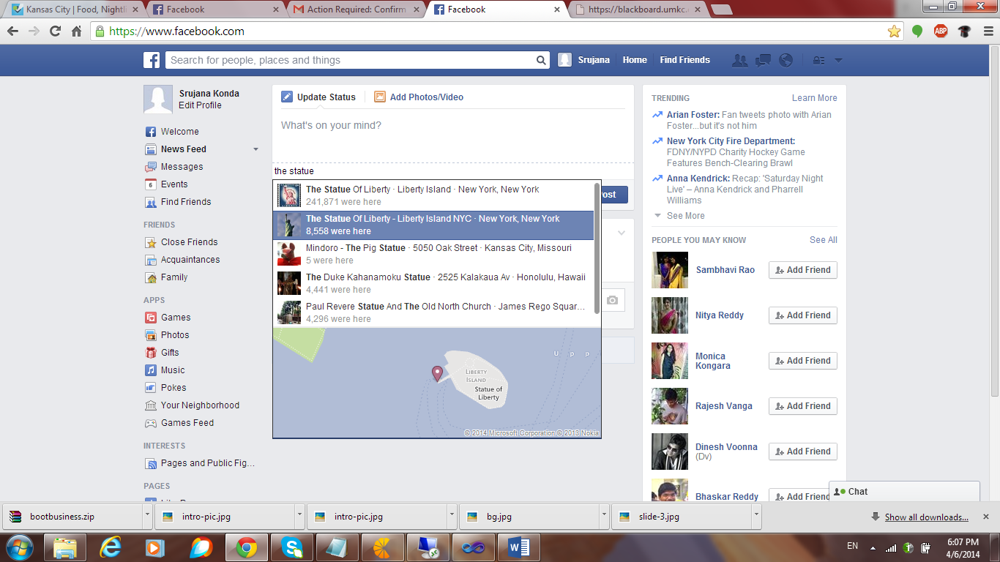 Kansas City | Food, Nightli
Facebook
Action Required: Confirm
Facebook
https://blackboard.umkc.e
https://www.facebook.com
ABP
Search for people, places and things
Srujana
Home
Find Friends
Srujana Konda
Edit Profile
Welcome
News Feed
Messages
6
Events
Find Friends
FRIENDS
Close Friends
Acquaintances
Family
APPS
Games
Photos
Gifts
Music
Pokes
Your Neighborhood
Games Feed
INTERESTS
Pages and Public Fig...
PAGES
Update Status
Add Photos/Video
What's on your mind?
the statue
ost
The Statue Of Liberty · Liberty Island · New York, New York
241,871 were here
The Statue Of Liberty - Liberty Island NYC · New York, New York
8,558 were here
Mindoro - The Pig Statue · 5050 Oak Street · Kansas City, Missouri
5 were here
The Duke Kahanamoku Statue · 2525 Kalakaua Av · Honolulu, Hawaii
4,441 were here
Paul Revere Statue And The Old North Church · James Rego Squar...
4,296 were here
U p p
LIBERTY
ISLAND
Statue of
Liberty
© 2014 Microsoft Corporation © 2013 Nokia
TRENDING
Learn More
Arian Foster: Fan tweets photo with Arian
Foster...but it's not him
New York City Fire Department:
FDNY/NYPD Charity Hockey Game
Features Bench-Clearing Brawl
Anna Kendrick: Recap: 'Saturday Night
Live' – Anna Kendrick and Pharrell
Williams
See More
PEOPLE YOU MAY KNOW
See All
Sambhavi Rao
Add Friend
Nitya Reddy
Add Friend
Monica
Kongara
Add Friend
Rajesh Vanga
Add Friend
Dinesh Voonna
(Dv)
Add Friend
Bhaskar Reddy
Add Friend
Chat
bootbusiness.zip
intro-pic.jpg
intro-pic.jpg
bg.jpg
slide-3.jpg
Show all downloads...
EN
6:07 PM
4/6/2014